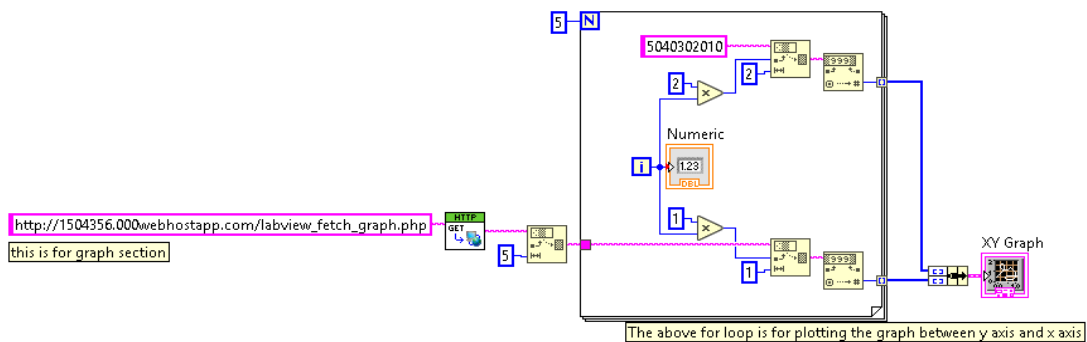 5
N
5040302010
2
2
999
Numeric
i
1.23
DBL
1
1
999
http://1504356.000webhostapp.com/labview_fetch_graph.php
HTTP
GET
5
this is for graph section
XY Graph
The above for loop is for plotting the graph between y axis and x axis